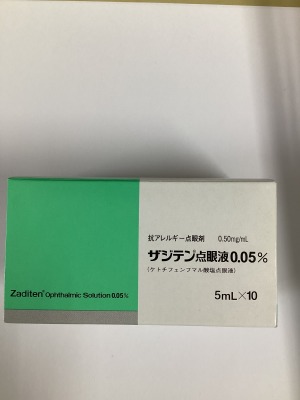 抗アレルギー点眼剤 0.50mg/mL
ザジテン点眼液0.05%
(ケトチフェンフマル酸塩点眼液)
Zaditen® Ophthalmic Solution 0.05%
5mL×10